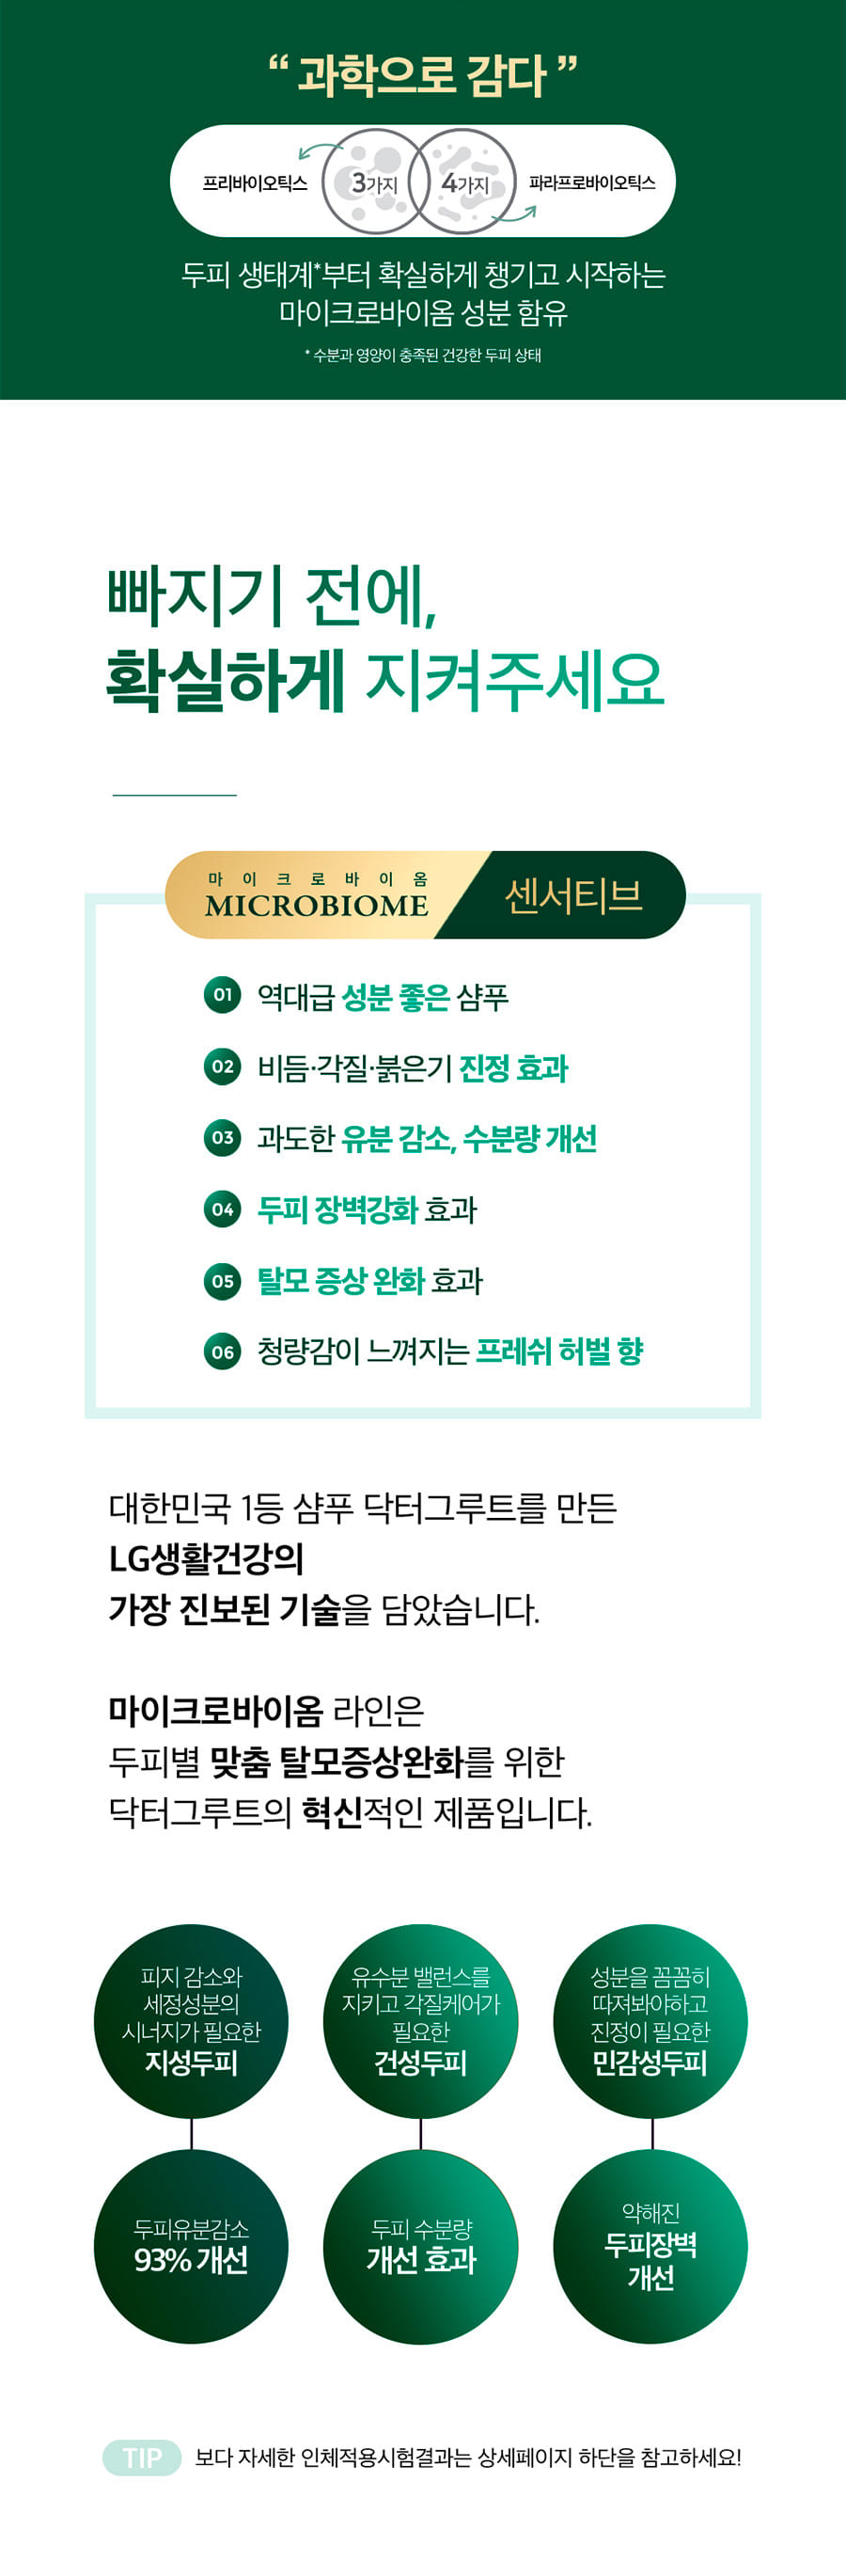 “ 과학으로 감다 ”
프리바이오틱스 3가지 4가지 파라프로바이오틱스
두피 생태계*부터 확실하게 챙기고 시작하는
마이크로바이옴 성분 함유
* 수분과 영양이 충족된 건강한 두피 상태
빠지기 전에,
확실하게 지켜주세요
마이크로바이옴
MICROBIOME 센서티브
01 역대급 성분 좋은 샴푸
02 비듬·각질·붉은기 진정 효과
03 과도한 유분 감소, 수분량 개선
04 두피 장벽강화 효과
05 탈모 증상 완화 효과
06 청량감이 느껴지는 프레쉬 허벌 향
대한민국 1등 샴푸 닥터그루트를 만든
LG생활건강의
가장 진보된 기술을 담았습니다.
마이크로바이옴 라인은
두피별 맞춤 탈모증상완화를 위한
닥터그루트의 혁신적인 제품입니다.
피지 감소와
세정성분의
시너지가 필요한
지성두피
유수분 밸런스를
지키고 각질케어가
필요한
건성두피
성분을 꼼꼼히
따져봐야하고
진정이 필요한
민감성두피
두피유분감소
93% 개선
두피 수분량
개선 효과
약해진
두피장벽
개선
TIP 보다 자세한 인체적용시험결과는 상세페이지 하단을 참고하세요!